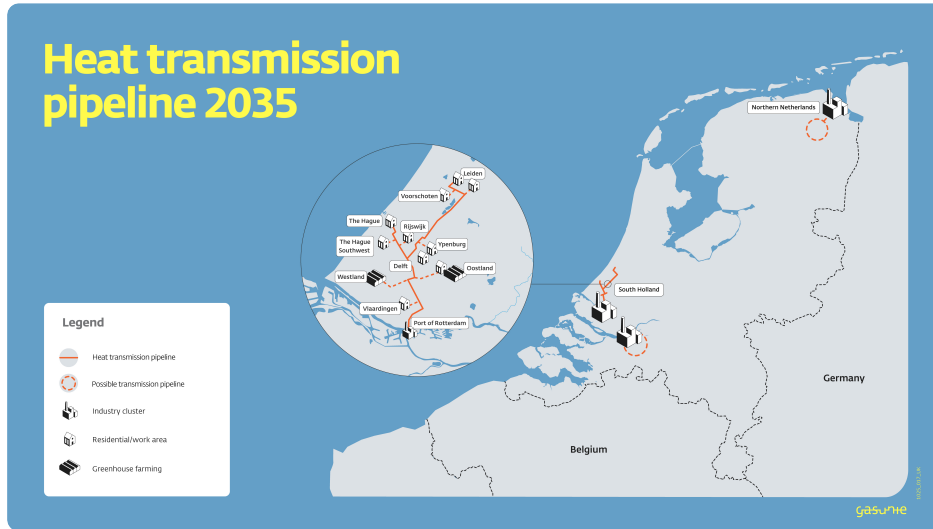 Heat transmission
pipeline 2035
Northern Netherlands
Leiden
Voorschoten
The Hague
Rijswijk
The Hague
Southwest
Ypenburg
Delft
Oostland
Westland
Vlaardingen
Port of Rotterdam
South Holland
Germany
Belgium
Legend
Heat transmission pipeline
Possible transmission pipeline
Industry cluster
Residential/work area
Greenhouse farming
gasunie